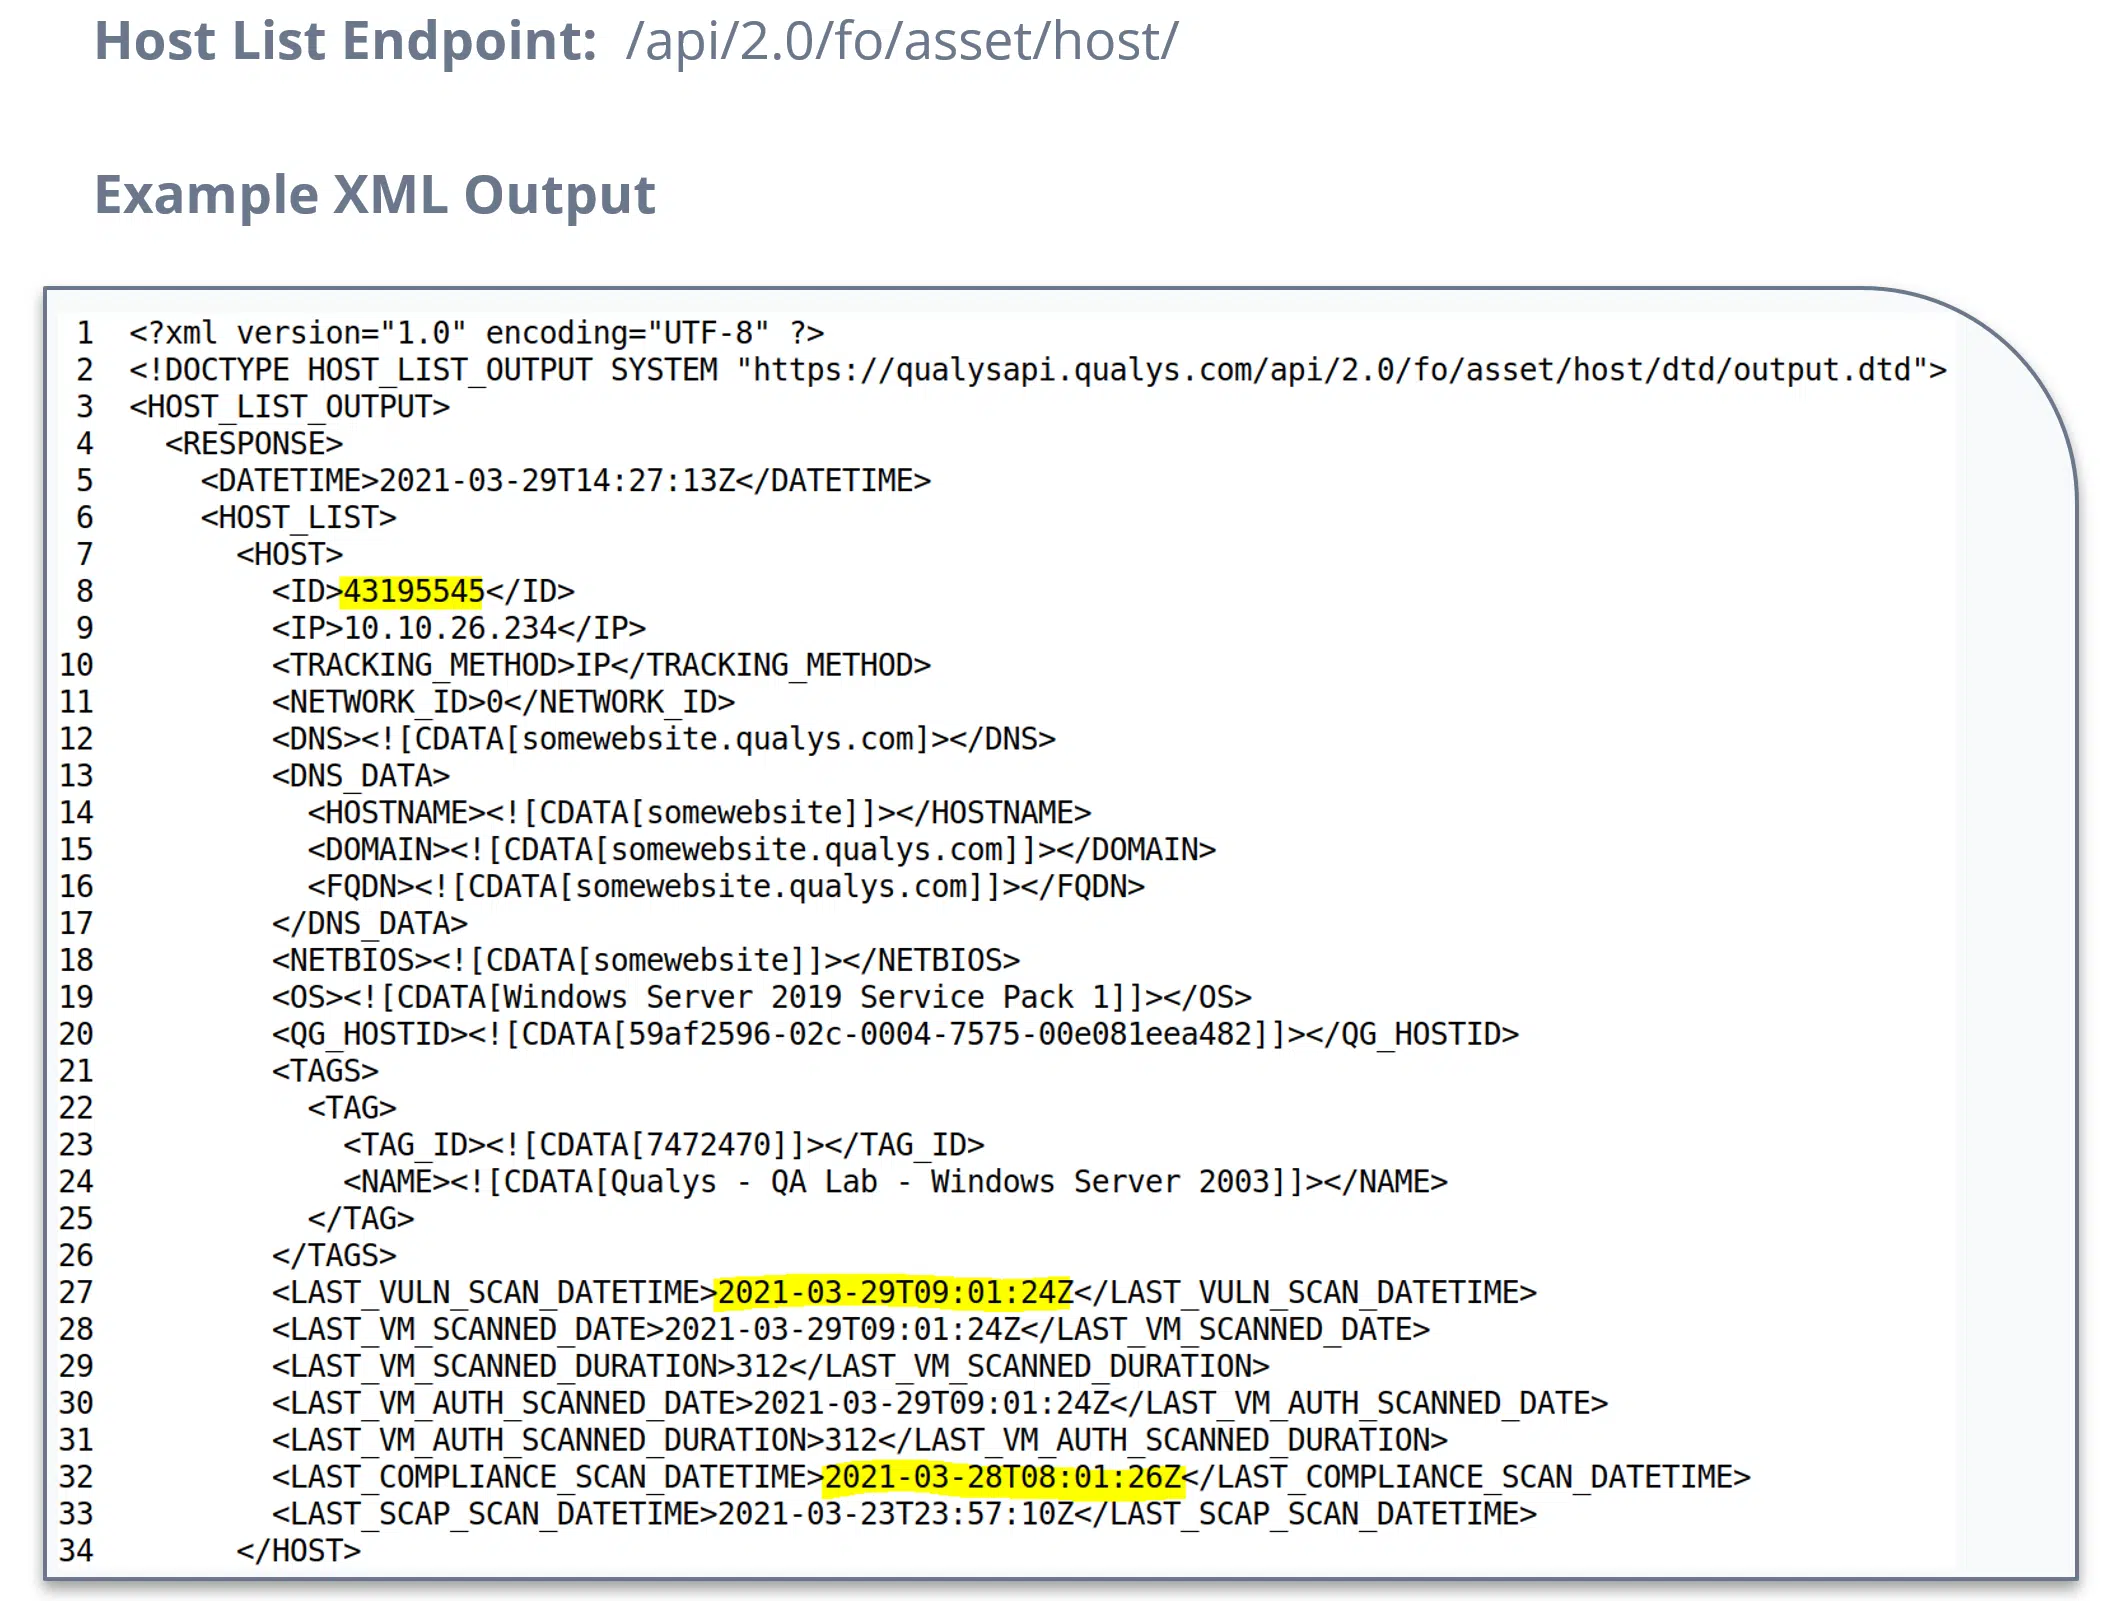 Host List Endpoint: /api/2.0/fo/asset/host/
Example XML Output
1 <?xml version="1.0" encoding="UTF-8" ?>
2 <!DOCTYPE HOST_LIST_OUTPUT SYSTEM "https://qualysapi.qualys.com/api/2.0/fo/asset/host/dtd/output.dtd">
3 <HOST_LIST_OUTPUT>
4 <RESPONSE>
5 <DATETIME>2021-03-29T14:27:13Z</DATETIME>
6 <HOST_LIST>
7 <HOST>
8 <ID>43195545</ID>
9 <IP>10.10.26.234</IP>
10 <TRACKING_METHOD>IP</TRACKING_METHOD>
11 <NETWORK_ID>0</NETWORK_ID>
12 <DNS><![CDATA[somewebsite.qualys.com]></DNS>
13 <DNS_DATA>
14 <HOSTNAME><![CDATA[somewebsite]]></HOSTNAME>
15 <DOMAIN><![CDATA[somewebsite.qualys.com]]></DOMAIN>
16 <FQDN><![CDATA[somewebsite.qualys.com]]></FQDN>
17 </DNS_DATA>
18 <NETBIOS><![CDATA[somewebsite]]></NETBIOS>
19 <OS><![CDATA[Windows Server 2019 Service Pack 1]]></OS>
20 <QG_HOSTID><![CDATA[59af2596-02c-0004-7575-00e081eea482]]></QG_HOSTID>
21 <TAGS>
22 <TAG>
23 <TAG_ID><![CDATA[7472470]]></TAG_ID>
24 <NAME><![CDATA[Qualys - QA Lab - Windows Server 2003]]></NAME>
25 </TAG>
26 </TAGS>
27 <LAST_VULN_SCAN_DATETIME>2021-03-29T09:01:24Z</LAST_VULN_SCAN_DATETIME>
28 <LAST_VM_SCANNED_DATE>2021-03-29T09:01:24Z</LAST_VM_SCANNED_DATE>
29 <LAST_VM_SCANNED_DURATION>312</LAST_VM_SCANNED_DURATION>
30 <LAST_VM_AUTH_SCANNED_DATE>2021-03-29T09:01:24Z</LAST_VM_AUTH_SCANNED_DATE>
31 <LAST_VM_AUTH_SCANNED_DURATION>312</LAST_VM_AUTH_SCANNED_DURATION>
32 <LAST_COMPLIANCE_SCAN_DATETIME>2021-03-28T08:01:26Z</LAST_COMPLIANCE_SCAN_DATETIME>
33 <LAST_SCAP_SCAN_DATETIME>2021-03-23T23:57:10Z</LAST_SCAP_SCAN_DATETIME>
34 </HOST>